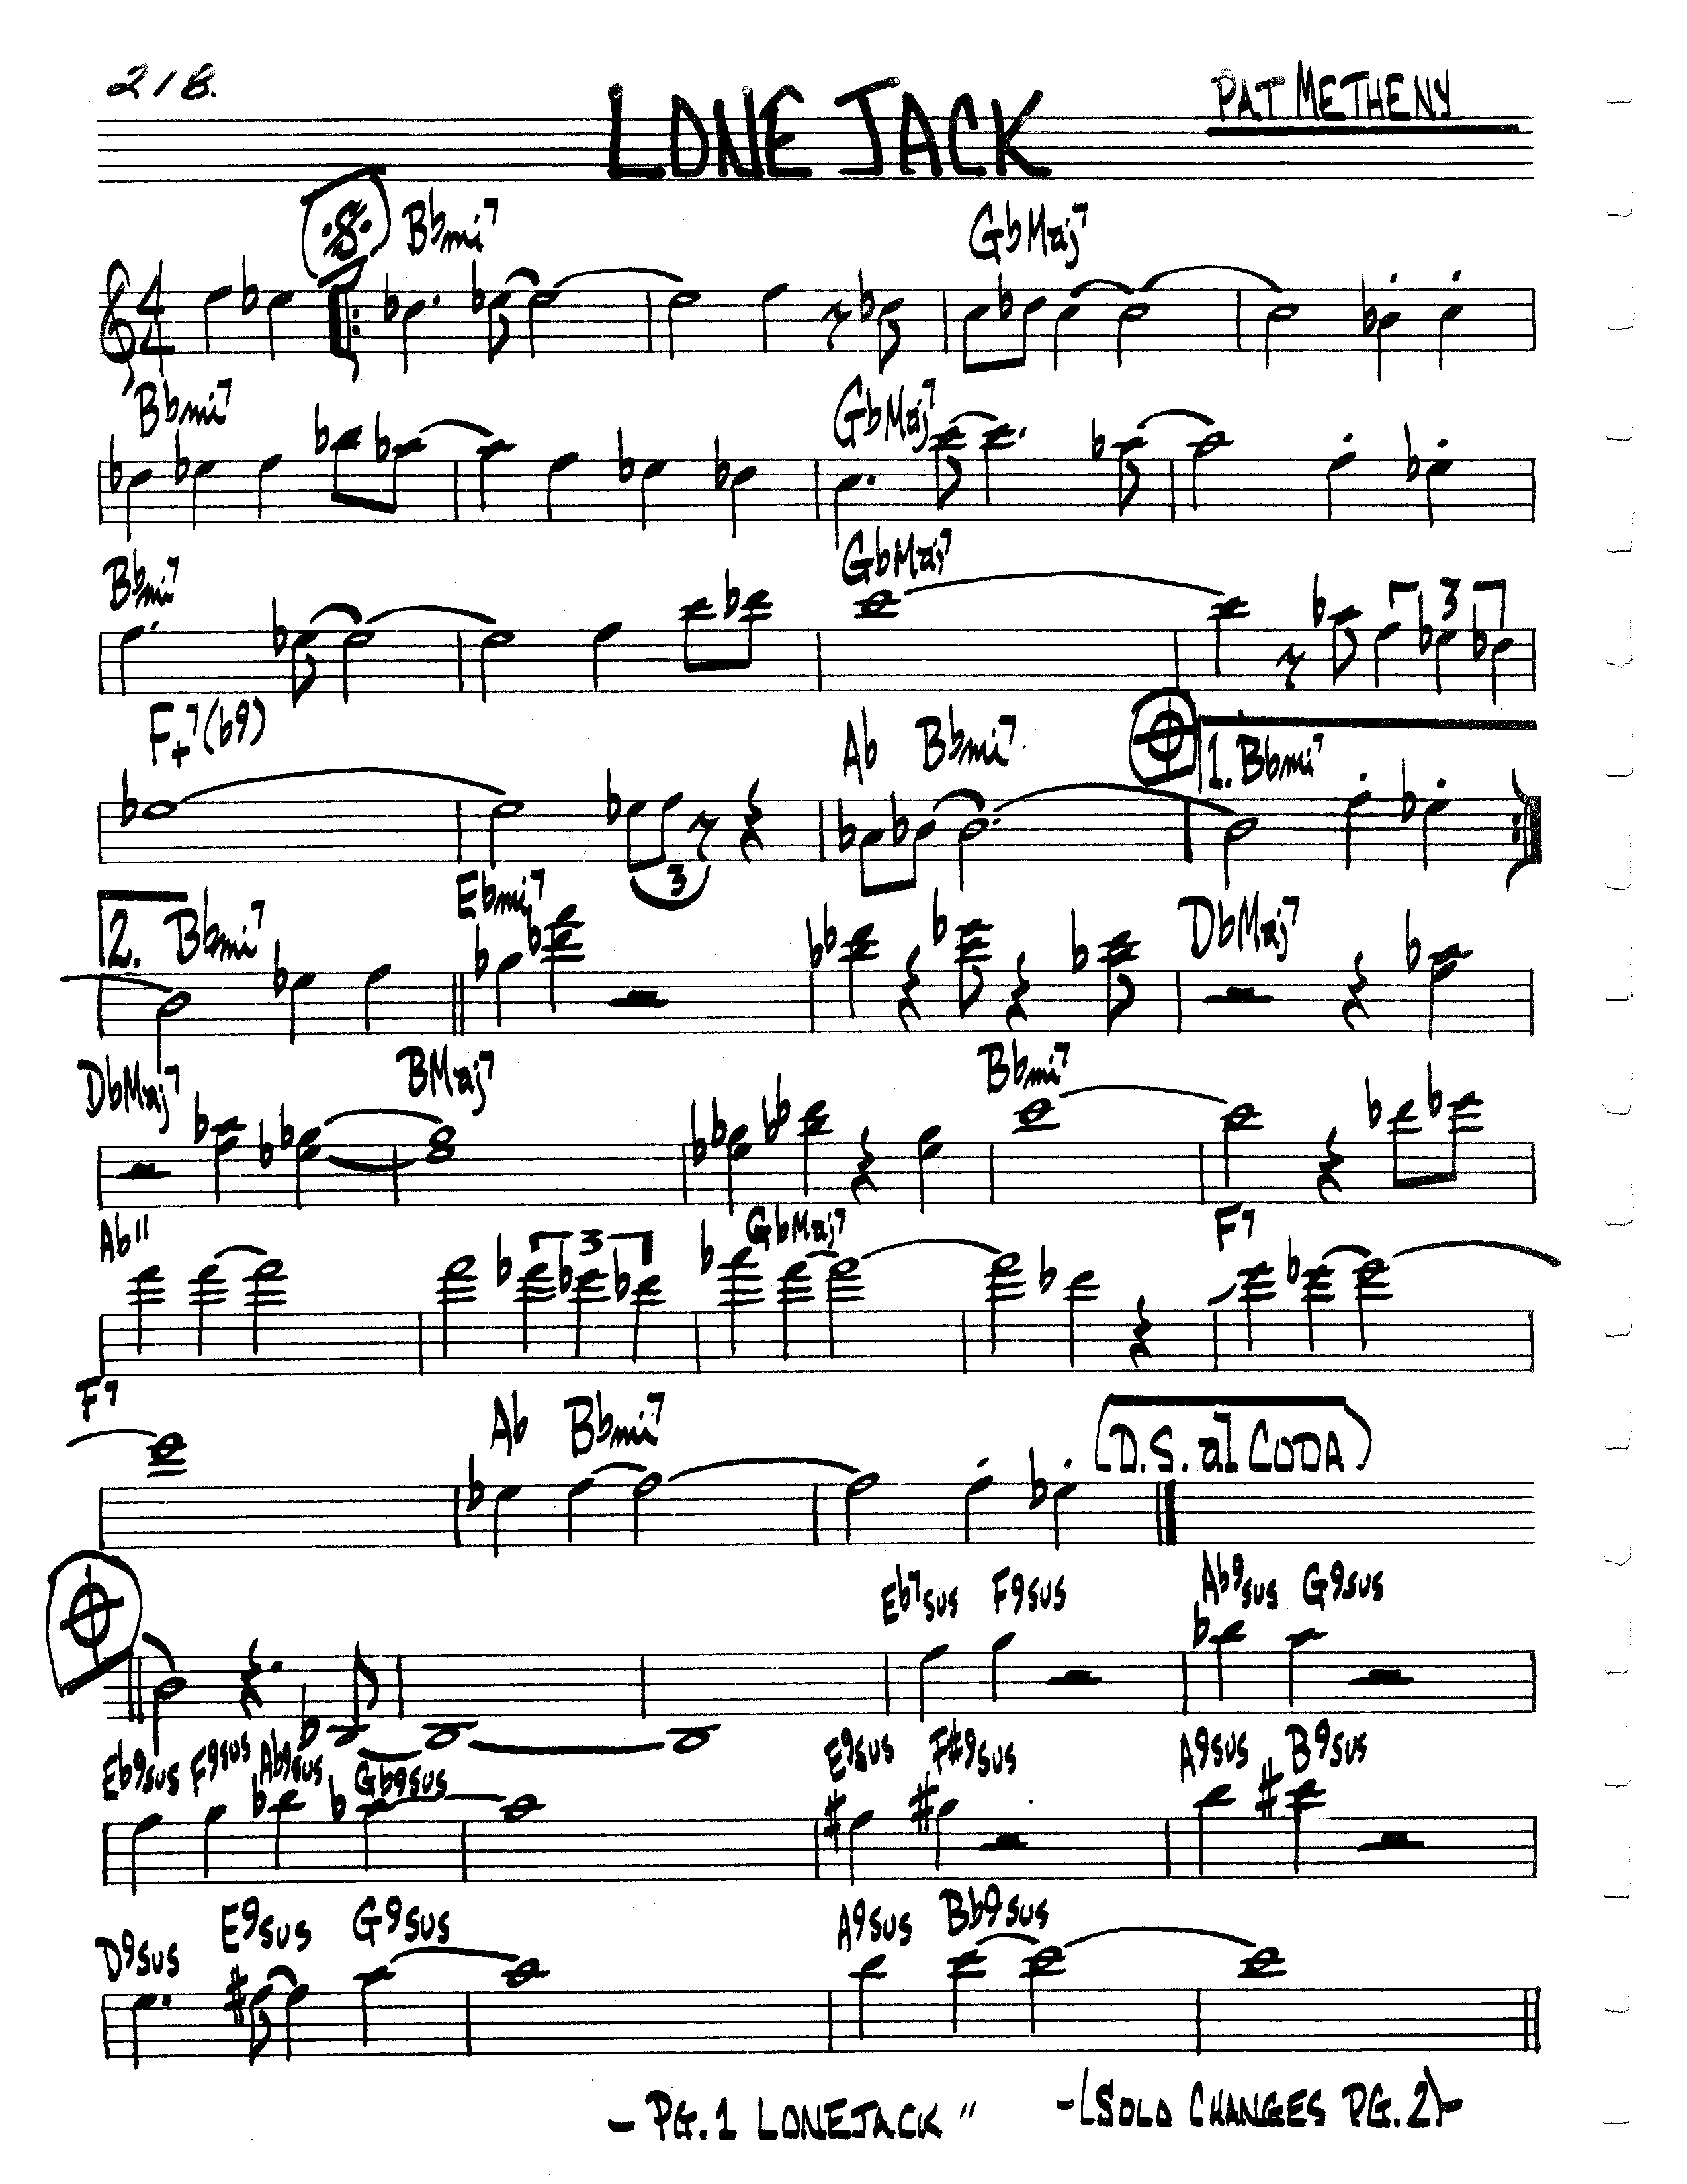 218.
LONE JACK
PAT METHENY
4/4
Bbmi7 GbMaj7
Bbmi7 GbMaj7
Bbmi7 GbMaj7
3
F+7(b9) Ab Bbmi7 1. Bbmi7
3
2. Bbmi7 Ebmi7 DbMaj7
DbMaj7 BMaj7 Bbmi7
Ab11 3 GbMaj7 F7
F7 Ab Bbmi7 (D.S. al CODA)
Eb7sus F9sus Ab9sus G9sus
Eb9sus F9sus Ab9sus Gb9sus E9sus F#9sus A9sus B9sus
D9sus E9sus G9sus A9sus Bb9sus
- PG. 1 LONEJACK " -(SOLO CHANGES PG. 2)-